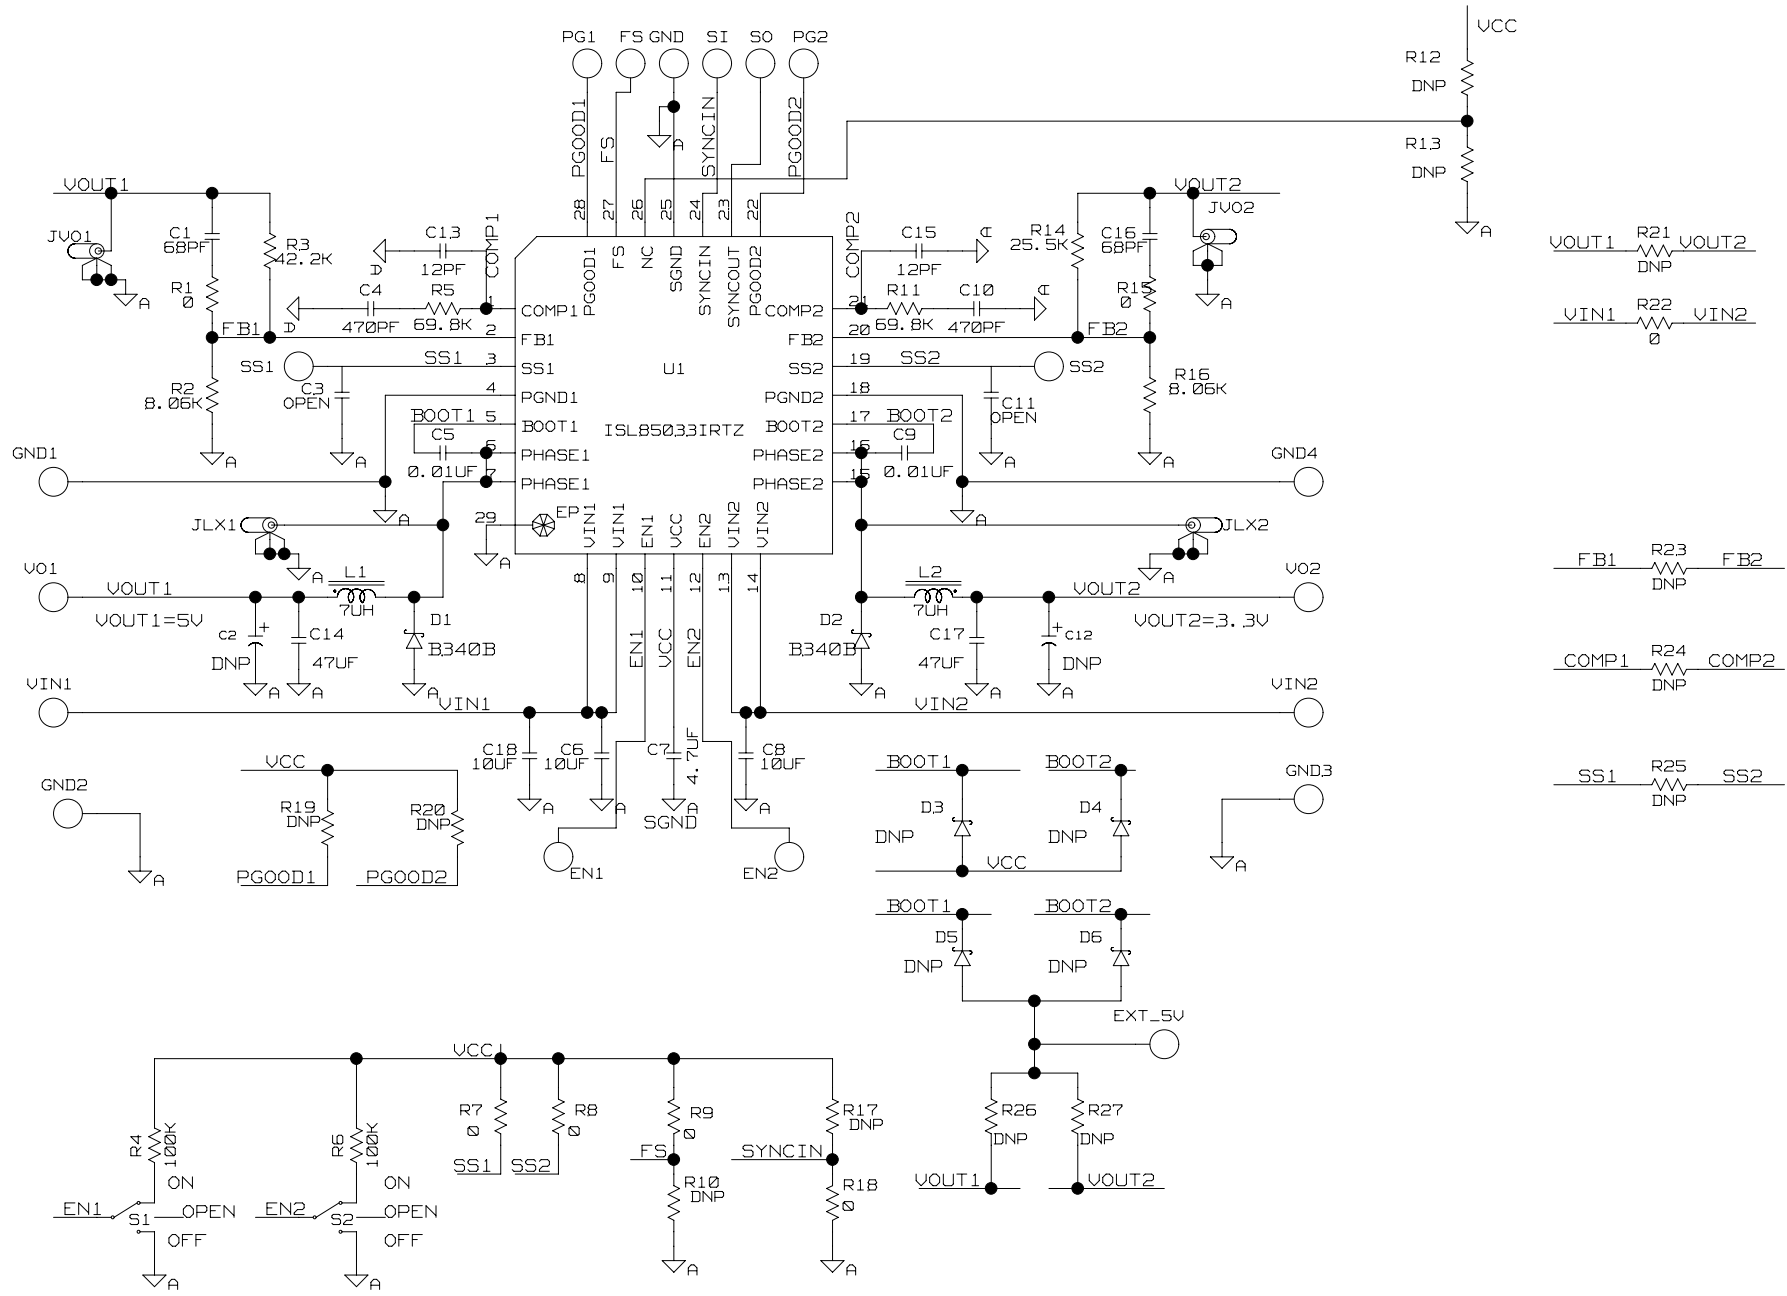 PG1 FS GND SI SO PG2
PGOOD1 FS SYNCIN PGOOD2
A
28 27 26 25 24 23 22
PGOOD1 FS NC SGND SYNCIN SYNCOUT PGOOD2
VCC
R12
DNP
R13
DNP
A
VOUT1
JVO1
A
C1
68PF
R3
42.2K
R1
0
FB1
R2
8.06K
A
C13
12PF
A
COMP1
C4
470PF
A
R5
69.8K
SS1
SS1
C3
OPEN
A
BOOT1
C5
0.01UF
GND1
A
JLX1
A
1 COMP1
2 FB1
3 SS1
4 PGND1
5 BOOT1
6 PHASE1
7 PHASE1
29 EP
A
U1
ISL85033IRTZ
COMP2 21
FB2 20
SS2 19
PGND2 18
BOOT2 17
PHASE2 16
PHASE2 15
VIN1 VIN1 EN1 VCC EN2 VIN2 VIN2
8 9 10 11 12 13 14
EN1 VCC EN2
COMP2
C15
12PF
A
R11
69.8K
C10
470PF
A
VOUT2
JVO2
A
R14
25.5K
C16
68PF
R15
0
FB2
R16
8.06K
A
SS2
SS2
C11
OPEN
A
BOOT2
C9
0.01UF
GND4
A
JLX2
A
VO1
VOUT1
VOUT1=5V
L1
7UH
C2
DNP
A
C14
47UF
A
D1
B340B
A
D2
B340B
A
L2
7UH
C17
47UF
A
C12
DNP
A
VOUT2
VOUT2=3.3V
VO2
VIN1
VIN1
VIN2
VIN2
C18
10UF
A
C6
10UF
A
C7
4.7UF
A
SGND
C8
10UF
A
EN1
EN2
GND2
A
GND3
A
VCC
R19
DNP
R20
DNP
PGOOD1
PGOOD2
BOOT1
BOOT2
D3
DNP
D4
DNP
VCC
BOOT1
BOOT2
D5
DNP
D6
DNP
EXT_5V
R26
DNP
R27
DNP
VOUT1
VOUT2
VOUT1 R21 VOUT2
DNP
VIN1 R22 VIN2
0
FB1 R23 FB2
DNP
COMP1 R24 COMP2
DNP
SS1 R25 SS2
DNP
VCC
R4
100K
ON
EN1
S1
OPEN
OFF
A
R6
100K
ON
EN2
S2
OPEN
OFF
A
R7
0
SS1
R8
0
SS2
R9
0
FS
R10
DNP
A
R17
DNP
SYNCIN
R18
0
A